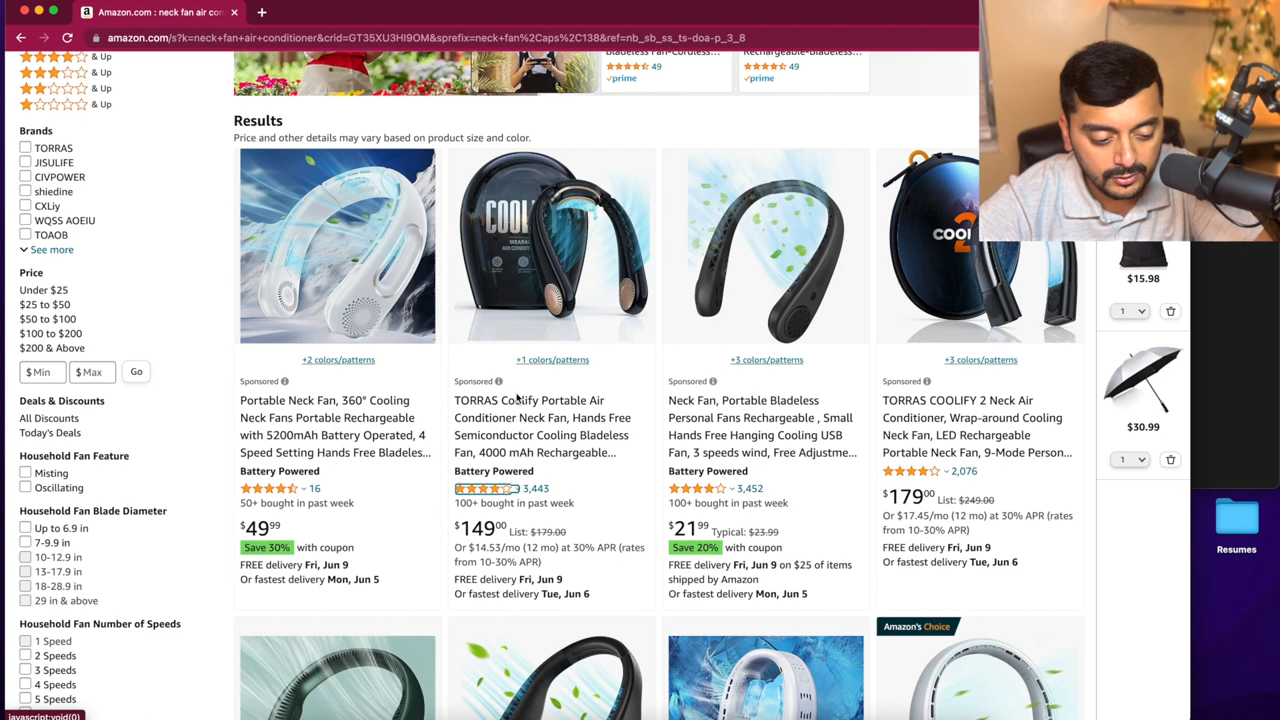 Amazon.com : neck fan air con
amazon.com/s?k=neck+fan+air+conditioner&crid=GT35XU3HI9OM&sprefix=neck+fan%2Caps%2C138&ref=nb_sb_ss_ts-doa-p_3_8
& Up
& Up
& Up
& Up
Brands
TORRAS
JISULIFE
CIVPOWER
shiedine
CXLiy
WQSS AOEIU
TOAOB
See more
Price
Under $25
$25 to $50
$50 to $100
$100 to $200
$200 & Above
$ Min
$ Max
Go
Deals & Discounts
All Discounts
Today's Deals
Household Fan Feature
Misting
Oscillating
Household Fan Blade Diameter
Up to 6.9 in
7-9.9 in
10-12.9 in
13-17.9 in
18-28.9 in
29 in & above
Household Fan Number of Speeds
1 Speed
2 Speeds
3 Speeds
4 Speeds
5 Speeds
javascript:void(0)
Bladeless Fan-Cordless...
49
prime
Rechargeable-Bladeless...
49
prime
Results
Price and other details may vary based on product size and color.
+2 colors/patterns
Sponsored
Portable Neck Fan, 360° Cooling
Neck Fans Portable Rechargeable
with 5200mAh Battery Operated, 4
Speed Setting Hands Free Bladeles...
Battery Powered
16
50+ bought in past week
$49 99
Save 30% with coupon
FREE delivery Fri, Jun 9
Or fastest delivery Mon, Jun 5
COOL
WEARABLE
AIR CONDIT
+1 colors/patterns
Sponsored
TORRAS Coolify Portable Air
Conditioner Neck Fan, Hands Free
Semiconductor Cooling Bladeless
Fan, 4000 mAh Rechargeable...
Battery Powered
3,443
100+ bought in past week
$149 00 List: $179.00
Or $14.53/mo (12 mo) at 30% APR (rates
from 10-30% APR)
FREE delivery Fri, Jun 9
Or fastest delivery Tue, Jun 6
+3 colors/patterns
Sponsored
Neck Fan, Portable Bladeless
Personal Fans Rechargeable , Small
Hands Free Hanging Cooling USB
Fan, 3 speeds wind, Free Adjustme...
Battery Powered
3,452
100+ bought in past week
$21 99 Typical: $23.99
Save 20% with coupon
FREE delivery Fri, Jun 9 on $25 of items
shipped by Amazon
Or fastest delivery Mon, Jun 5
COO
2
+3 colors/patterns
Sponsored
TORRAS COOLIFY 2 Neck Air
Conditioner, Wrap-around Cooling
Neck Fan, LED Rechargeable
Portable Neck Fan, 9-Mode Person...
2,076
$179 00 List: $249.00
Or $17.45/mo (12 mo) at 30% APR (rates
from 10-30% APR)
FREE delivery Fri, Jun 9
Or fastest delivery Tue, Jun 6
Amazon's Choice
$15.98
1
$30.99
1
Resumes